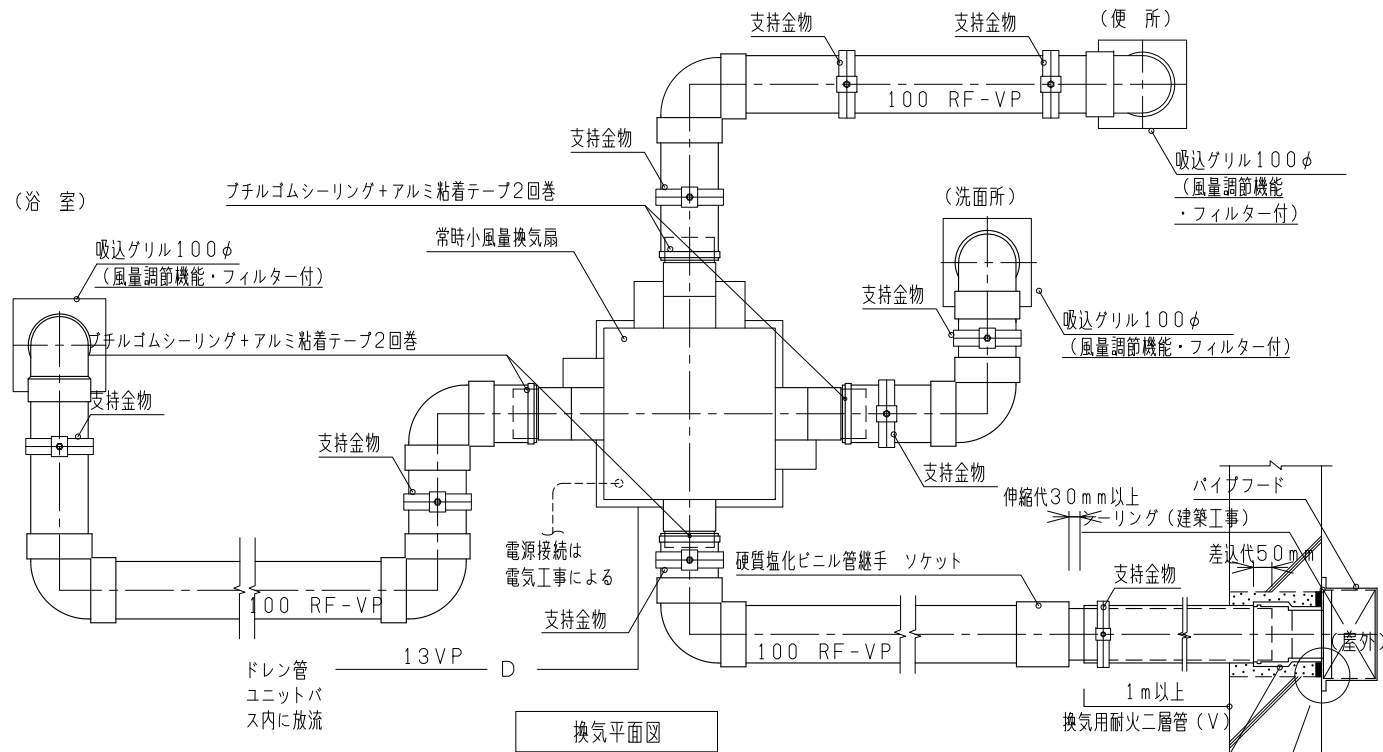 支持金物
支持金物
（便 所）
100 RF-VP
支持金物
吸込グリル100φ
（風量調節機能
・フィルター付）
ブチルゴムシーリング+アルミ粘着テープ2回巻
（洗面所）
（浴 室）
常時小風量換気扇
吸込グリル100φ
（風量調節機能・フィルター付）
支持金物
吸込グリル100φ
（風量調節機能・フィルター付）
ブチルゴムシーリング+アルミ粘着テープ2回巻
支持金物
支持金物
支持金物
伸縮代30mm以上
パイプフード
シーリング（建築工事）
電源接続は
電気工事による
硬質塩化ビニル管継手 ソケット
差込代50mm
支持金物
100 RF-VP
支持金物
（屋外）
100 RF-VP
13VP
D
ドレン管
ユニットバ
ス内に放流
1m以上
換気用耐火二層管（V）
換気平面図